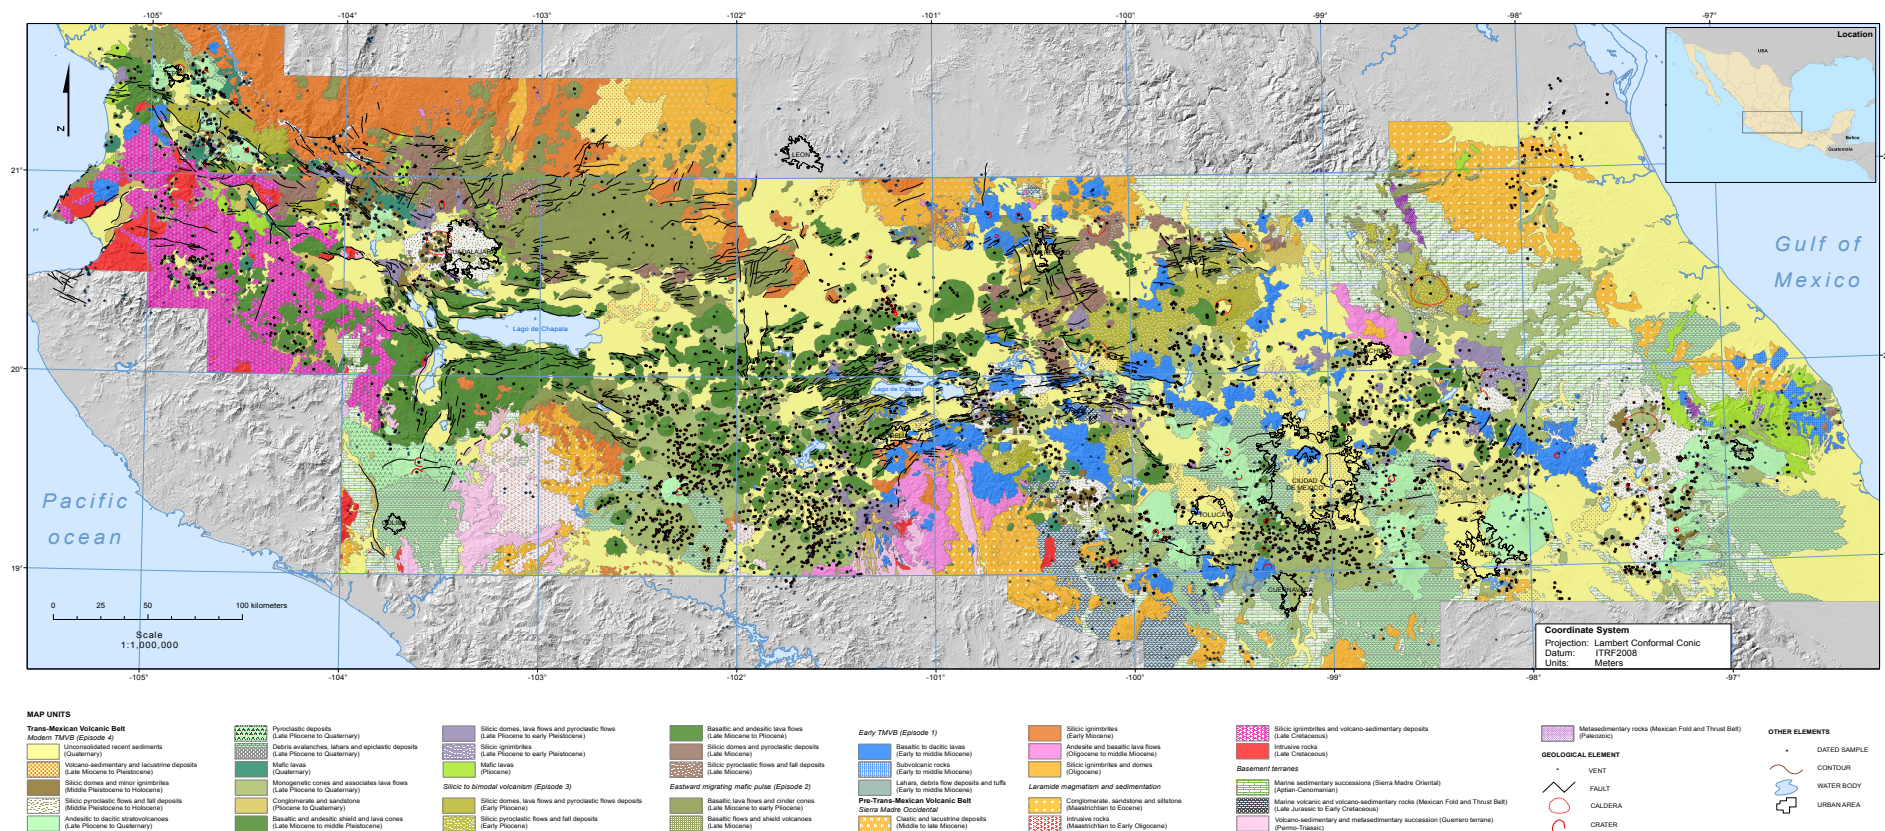 -105°
-104°
-103°
-102°
-101°
-100°
-99°
-98°
-97°
Location
USA
Belice
Guatemala
N
LEON
21°
Gulf of
Mexico
Lago de Chapala
20°
20°
Lago de Cuitzeo
Pacific
ocean
COLIMA
CIUDAD
DE MEXICO
TOLUCA
PUEBLA
19°
19°
CUERNAVACA
0 25 50 100 kilometers
Scale
1:1,000,000
Coordinate System
Projection: Lambert Conformal Conic
Datum: ITRF2008
Units: Meters
-105°
-104°
-103°
-102°
-101°
-100°
-99°
-98°
-97°
MAP UNITS
Trans-Mexican Volcanic Belt
Modern TMVB (Episode 4)
Unconsolidated recent sediments
(Quaternary)
Volcano-sedimentary and lacustrine deposits
(Late Miocene to Pleistocene)
Silicic domes and minor ignimbrites
(Middle Pleistocene to Holocene)
Silicic pyroclastic flows and fall deposits
(Middle Pleistocene to Holocene)
Andesitic to dacitic stratovolcanoes
(Late Pliocene to Quaternary)
Pyroclastic deposits
(Late Pliocene to Quaternary)
Debris avalanches, lahars and epiclastic deposits
(Late Pliocene to Quaternary)
Mafic lavas
(Quaternary)
Monogenetic cones and associates lava flows
(Late Pliocene to Quaternary)
Conglomerate and sandstone
(Pliocene to Quaternary)
Basaltic and andesitic shield and lava cones
(Late Miocene to middle Pleistocene)
Silicic domes, lava flows and pyroclastic flows
(Late Pliocene to early Pleistocene)
Silicic ignimbrites
(Late Pliocene to early Pleistocene)
Mafic lavas
(Pliocene)
Silicic to bimodal volcanism (Episode 3)
Silicic domes, lava flows and pyroclastic flows deposits
(Early Pliocene)
Silicic pyroclastic flows and fall deposits
(Early Pliocene)
Basaltic and andesitic lava flows
(Late Miocene to Pliocene)
Silicic domes and pyroclastic deposits
(Late Miocene)
Silicic pyroclastic flows and fall deposits
(Late Miocene)
Eastward migrating mafic pulse (Episode 2)
Basaltic lava flows and cinder cones
(Late Miocene to early Pliocene)
Basaltic flows and shield volcanoes
(Late Miocene)
Early TMVB (Episode 1)
Basaltic to dacitic lavas
(Early to middle Miocene)
Subvolcanic rocks
(Early to middle Miocene)
Lahars, debris flow deposits and tuffs
(Early to middle Miocene)
Pre-Trans-Mexican Volcanic Belt
Sierra Madre Occidental
Clastic and lacustrine deposits
(Middle to late Miocene)
Silicic ignimbrites
(Early Miocene)
Andesite and basaltic lava flows
(Oligocene to middle Miocene)
Silicic ignimbrites and domes
(Oligocene)
Laramide magmatism and sedimentation
Conglomerate, sandstone and siltstone
(Maastrichtian to Eocene)
Intrusive rocks
(Maastrichtian to Early Oligocene)
Silicic ignimbrites and volcano-sedimentary deposits
(Late Cretaceous)
Intrusive rocks
(Late Cretaceous)
Basement terranes
Marine sedimentary successions (Sierra Madre Oriental)
(Aptian-Cenomanian)
Marine volcanic and volcano-sedimentary rocks (Mexican Fold and Thrust Belt)
(Late Jurassic to Early Cretaceous)
Volcano-sedimentary and metasedimentary succession (Guerrero terrane)
(Permo-Triassic)
Metasedimentary rocks (Mexican Fold and Thrust Belt)
(Paleozoic)
GEOLOGICAL ELEMENT
VENT
FAULT
CALDERA
CRATER
OTHER ELEMENTS
DATED SAMPLE
CONTOUR
WATER BODY
URBAN AREA